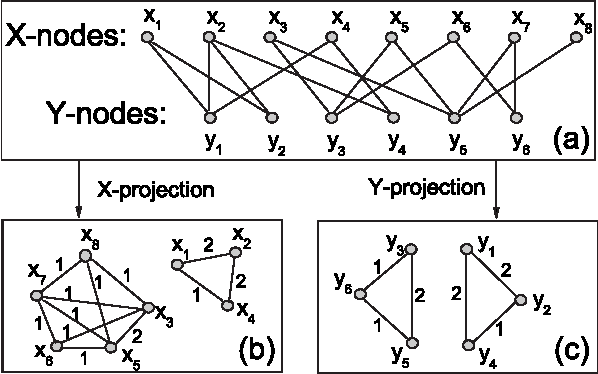 X-nodes: x1 x2 x3 x4 x5 x6 x7 x8
Y-nodes: y1 y2 y3 y4 y5 y6 (a)
X-projection Y-projection
x8 x1 2 x2
1 1 1 1 2
x7 1 x3 x4
1 1 2
x6 1 x5 (b)
y3 y1
y6 1 2 2 2 y2
1 1
y5 y4 (c)